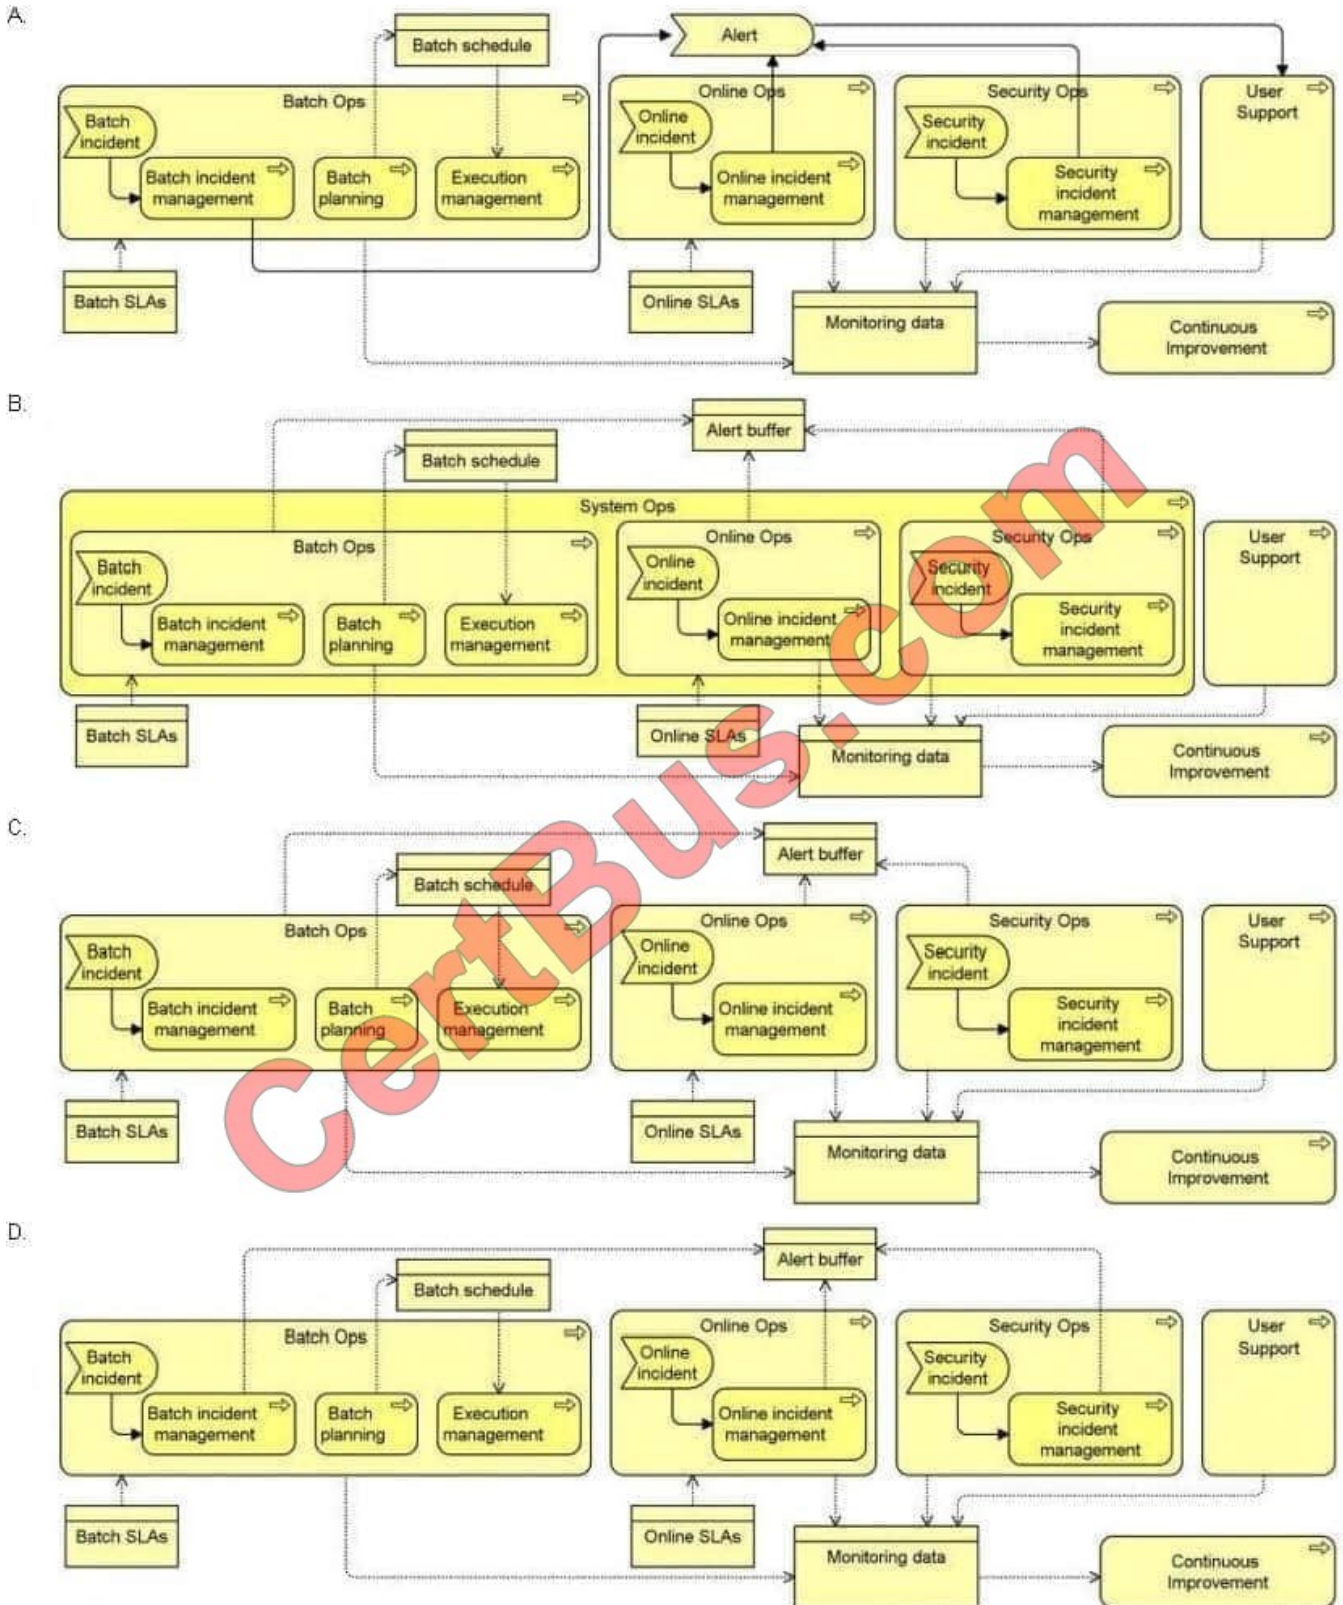 A.
Batch schedule
Alert
Batch Ops
Online Ops
Security Ops
User
Support
Batch
incident
Online
incident
Security
incident
Batch incident
management
Batch
planning
Execution
management
Online incident
management
Security
incident
management
Batch SLAs
Online SLAs
Monitoring data
Continuous
Improvement
B.
Alert buffer
Batch schedule
System Ops
Batch Ops
Online Ops
Security Ops
User
Support
Batch
incident
Online
incident
Security
incident
Batch incident
management
Batch
planning
Execution
management
Online incident
management
Security
incident
management
Batch SLAs
Online SLAs
Monitoring data
Continuous
Improvement
C.
Alert buffer
Batch schedule
Batch Ops
Online Ops
Security Ops
User
Support
Batch
incident
Online
incident
Security
incident
Batch incident
management
Batch
planning
Execution
management
Online incident
management
Security
incident
management
Batch SLAs
Online SLAs
Monitoring data
Continuous
Improvement
D.
Alert buffer
Batch schedule
Batch Ops
Online Ops
Security Ops
User
Support
Batch
incident
Online
incident
Security
incident
Batch incident
management
Batch
planning
Execution
management
Online incident
management
Security
incident
management
Batch SLAs
Online SLAs
Monitoring data
Continuous
Improvement
CertBus.com